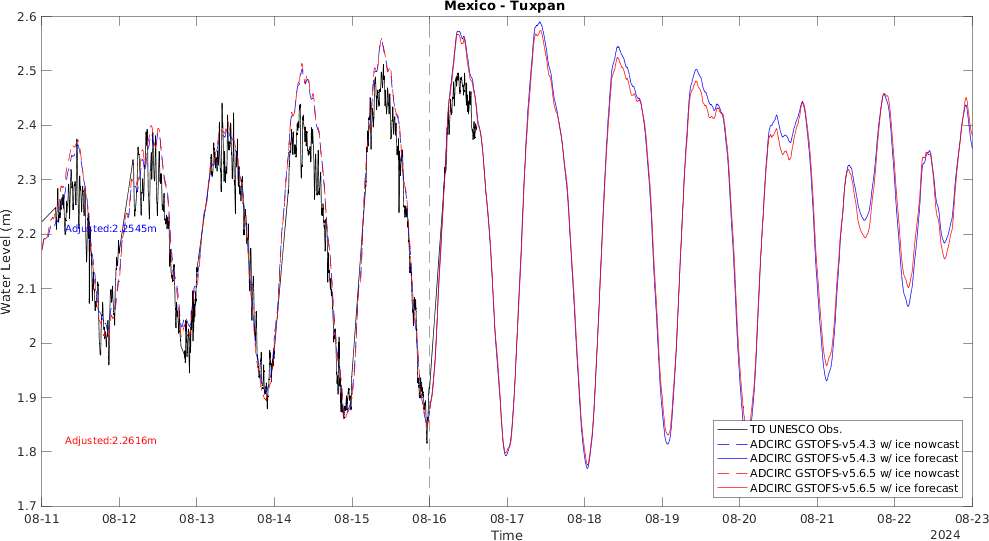 Mexico - Tuxpan
2.6
2.5
2.4
2.3
2.2
2.1
2
1.9
1.8
1.7
Water Level (m)
Adjusted:2.2545m
Adjusted:2.2616m
TD UNESCO Obs.
ADCIRC GSTOFS-v5.4.3 w/ ice nowcast
ADCIRC GSTOFS-v5.4.3 w/ ice forecast
ADCIRC GSTOFS-v5.6.5 w/ ice nowcast
ADCIRC GSTOFS-v5.6.5 w/ ice forecast
08-11 08-12 08-13 08-14 08-15 08-16 08-17 08-18 08-19 08-20 08-21 08-22 08-23
Time
2024